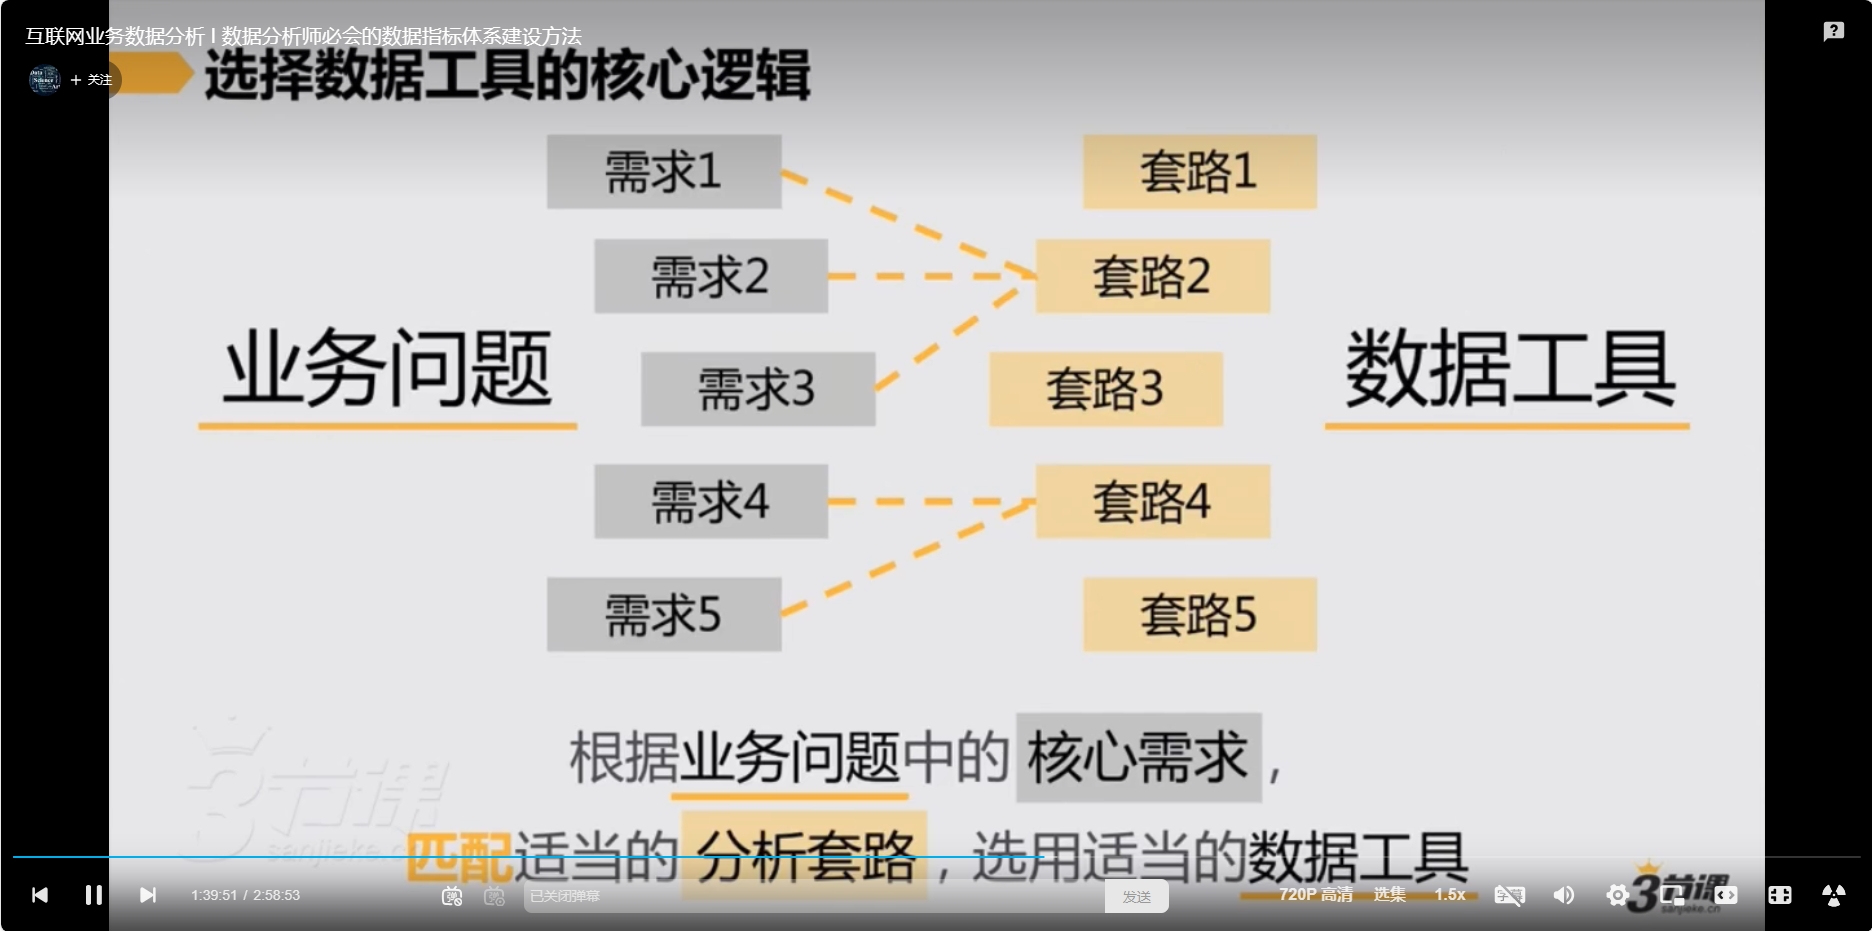 互联网业务数据分析 I 数据分析师必会的数据指标体系建设方法
+ 关注
选择数据工具的核心逻辑
需求1
套路1
需求2
套路2
业务问题
需求3
套路3
数据工具
需求4
套路4
需求5
套路5
根据业务问题中的 核心需求，
匹配适当的 分析套路，选用适当的数据工具
3节课
sanjieke.c
1:39:51 / 2:58:53
已关闭弹幕
发送
720P 高清
选集
1.5x
3节课
sanjieke.cn